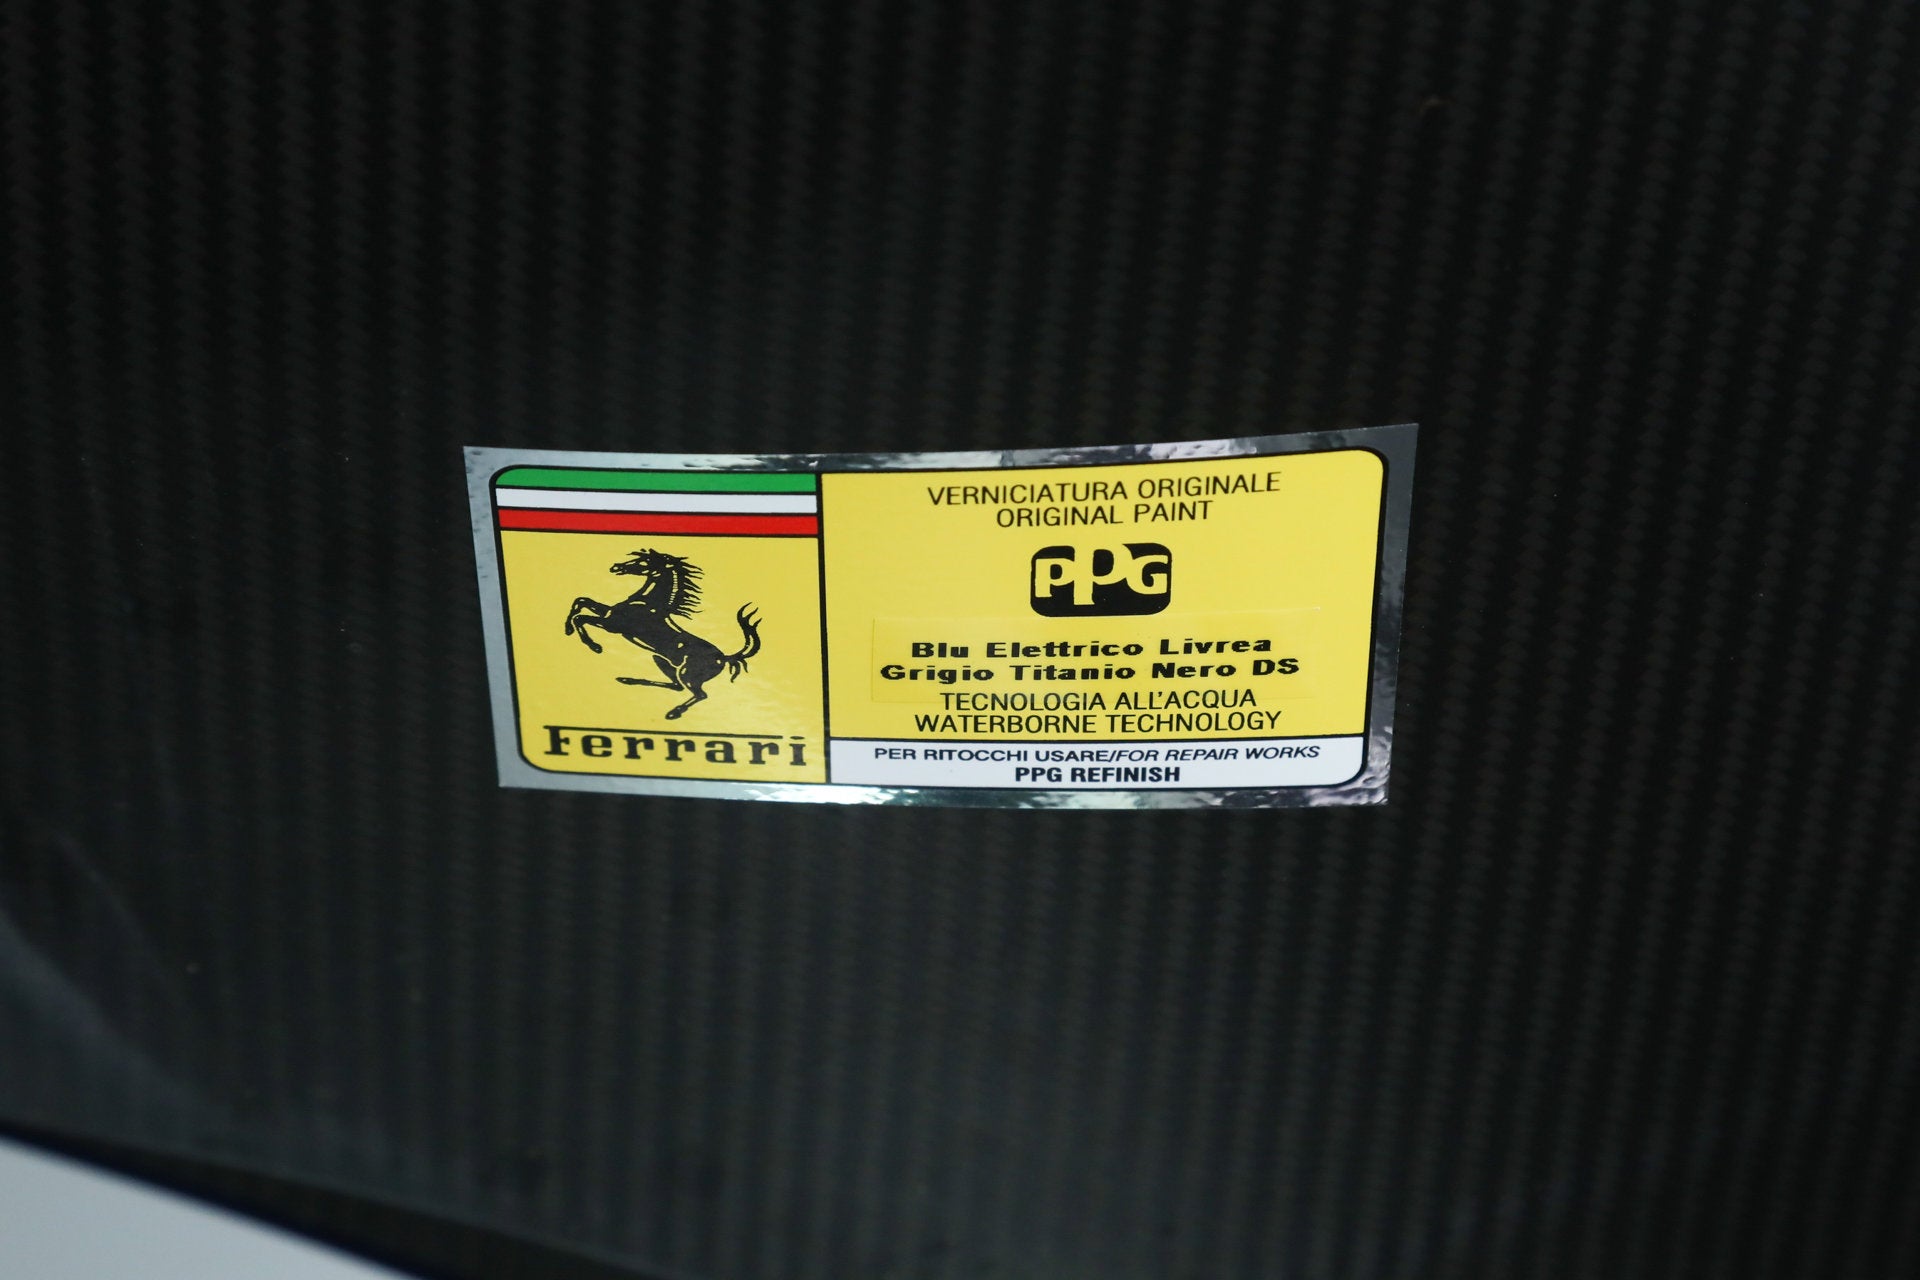 Ferrari
VERNICIATURA ORIGINALE
ORIGINAL PAINT
PPG
Blu Elettrico Livrea
Grigio Titanio Nero DS
TECNOLOGIA ALL'ACQUA
WATERBORNE TECHNOLOGY
PER RITOCCHI USARE/FOR REPAIR WORKS
PPG REFINISH